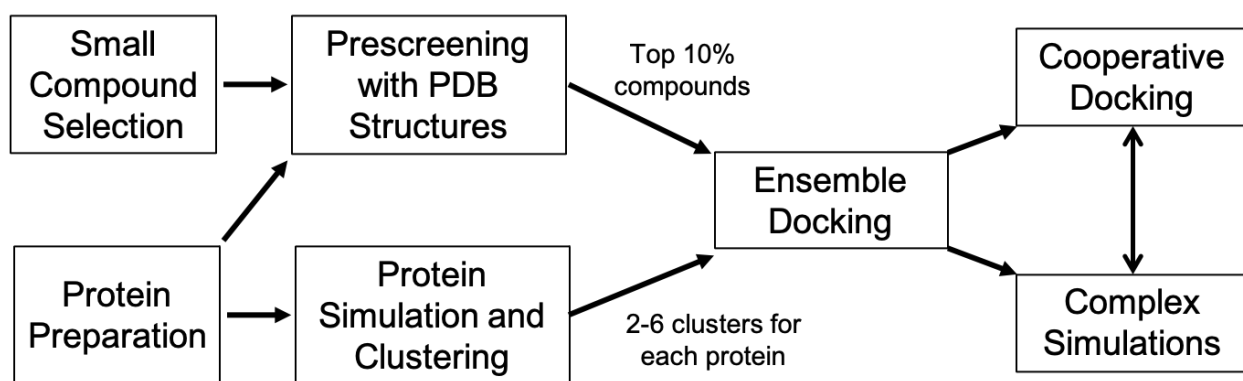 Small
Compound
Selection
Prescreening
with PDB
Structures
Top 10%
compounds
Cooperative
Docking
Ensemble
Docking
Protein
Preparation
Protein
Simulation and
Clustering
2-6 clusters for
each protein
Complex
Simulations